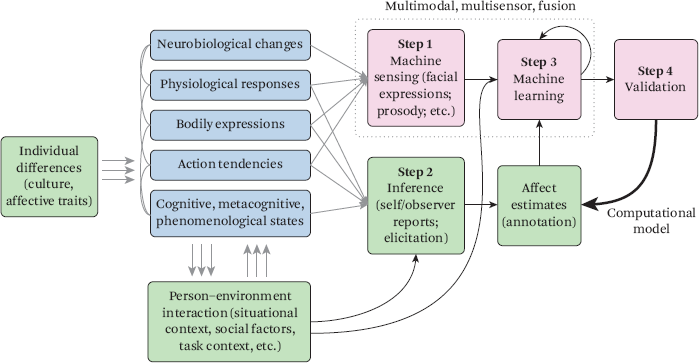 Multimodal, multisensor, fusion
Neurobiological changes
Physiological responses
Bodily expressions
Action tendencies
Cognitive, metacognitive,
phenomenological states
Individual
differences
(culture,
affective traits)
Step 1
Machine
sensing (facial
expressions;
prosody; etc.)
Step 3
Machine
learning
Step 4
Validation
Step 2
Inference
(self/observer
reports;
elicitation)
Affect
estimates
(annotation)
Computational
model
Person–environment
interaction (situational
context, social factors,
task context, etc.)